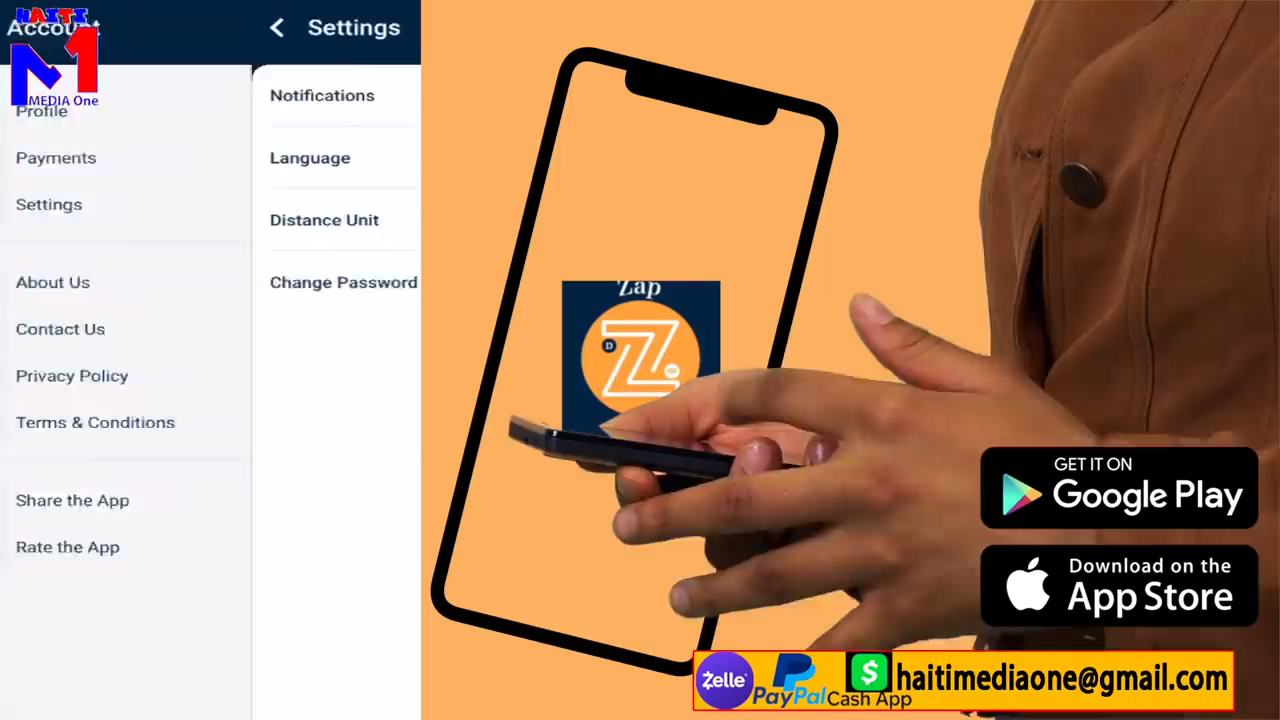 HAITI
M1
MEDIA One
Account
Profile
Payments
Settings
About Us
Contact Us
Privacy Policy
Terms & Conditions
Share the App
Rate the App
Settings
Notifications
Language
Distance Unit
Change Password
Zap
D
Z
GET IT ON
Google Play
Download on the
App Store
Zelle
PayPal
$
Cash App
haitimediaone@gmail.com